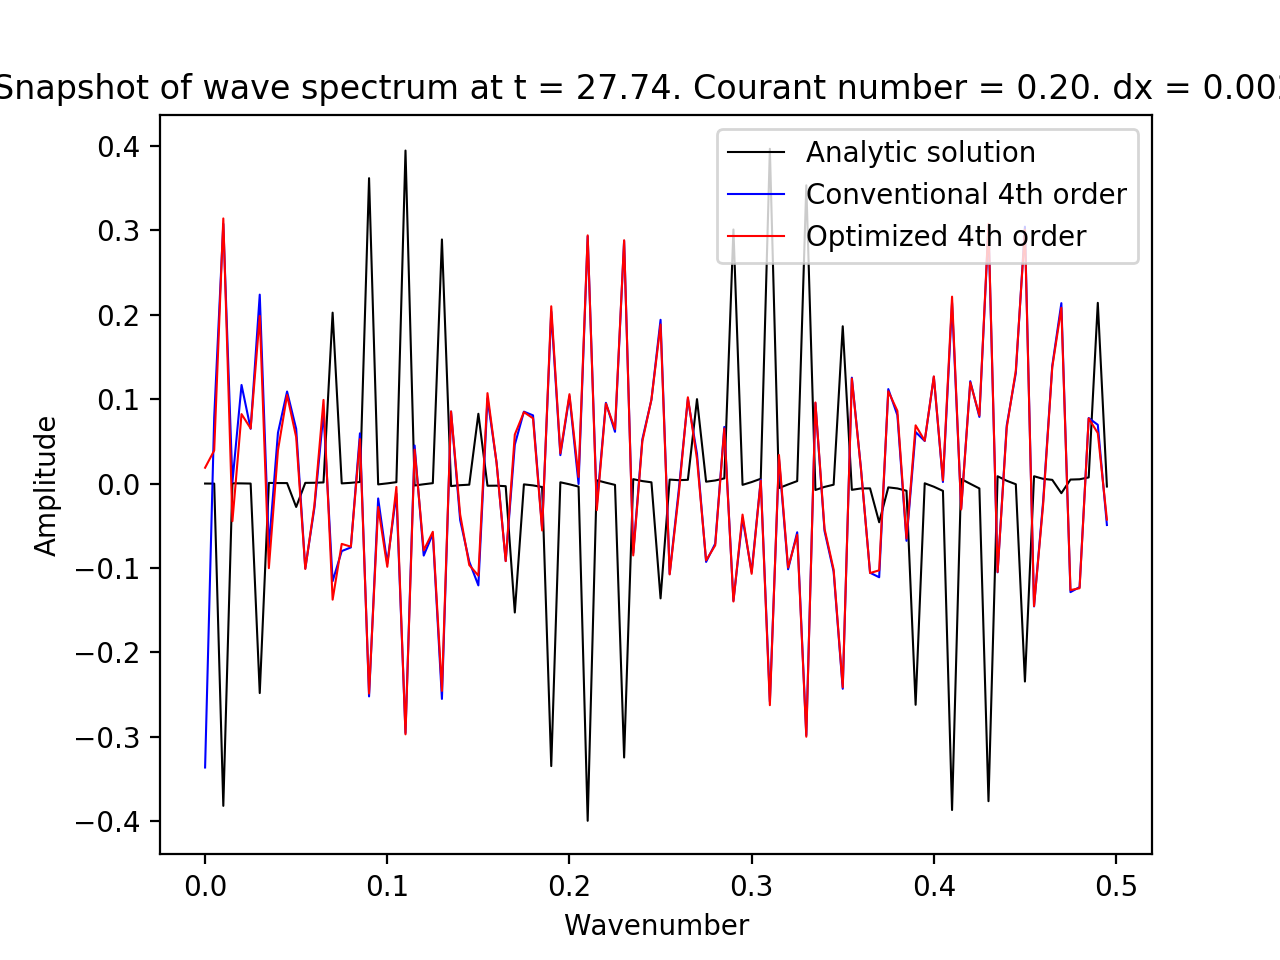 Snapshot of wave spectrum at t = 27.74. Courant number = 0.20. dx = 0.00
Analytic solution
Conventional 4th order
Optimized 4th order
Amplitude
0.4
0.3
0.2
0.1
0.0
−0.1
−0.2
−0.3
−0.4
0.0 0.1 0.2 0.3 0.4 0.5
Wavenumber